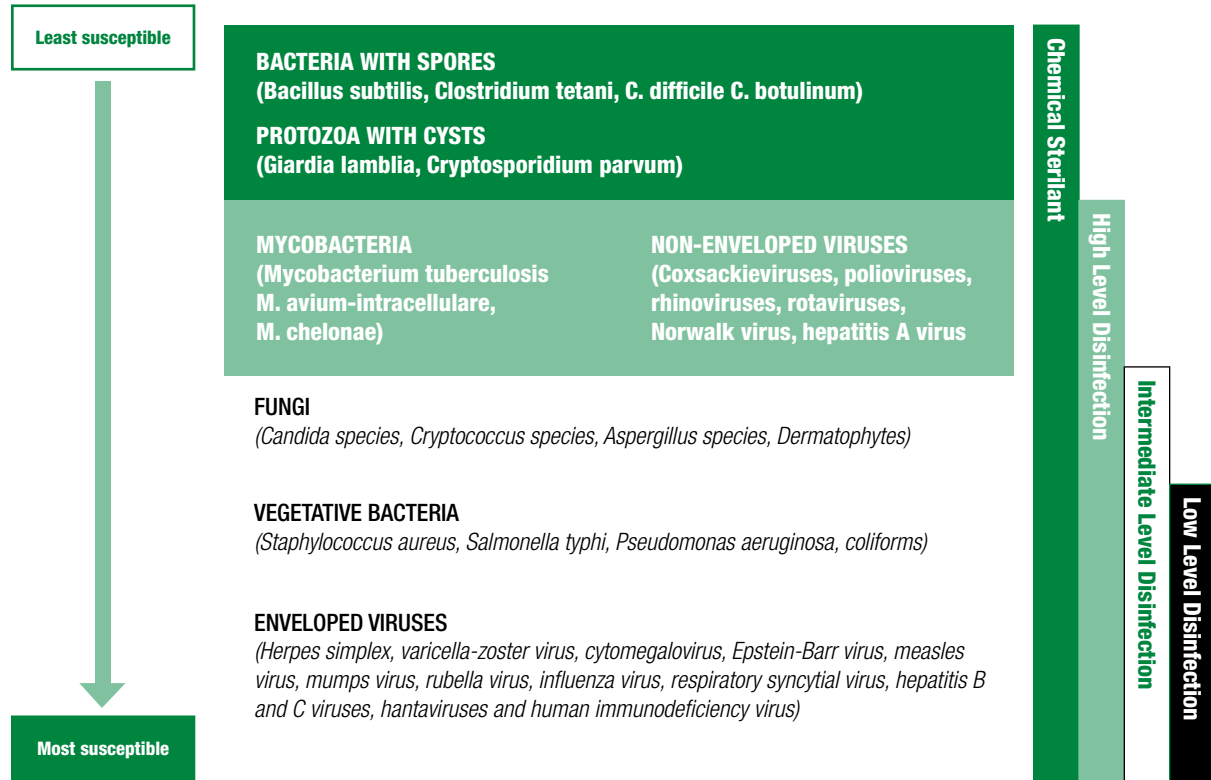 Least susceptible
BACTERIA WITH SPORES
(Bacillus subtilis, Clostridium tetani, C. difficile C. botulinum)
PROTOZOA WITH CYSTS
(Giardia lamblia, Cryptosporidium parvum)
MYCOBACTERIA
(Mycobacterium tuberculosis
M. avium-intracellulare,
M. chelonae)
NON-ENVELOPED VIRUSES
(Coxsackieviruses, polioviruses,
rhinoviruses, rotaviruses,
Norwalk virus, hepatitis A virus
FUNGI
(Candida species, Cryptococcus species, Aspergillus species, Dermatophytes)
VEGETATIVE BACTERIA
(Staphylococcus aureus, Salmonella typhi, Pseudomonas aeruginosa, coliforms)
ENVELOPED VIRUSES
(Herpes simplex, varicella-zoster virus, cytomegalovirus, Epstein-Barr virus, measles
virus, mumps virus, rubella virus, influenza virus, respiratory syncytial virus, hepatitis B
and C viruses, hantaviruses and human immunodeficiency virus)
Most susceptible
Chemical Sterilant
High Level Disinfection
Intermediate Level Disinfection
Low Level Disinfection